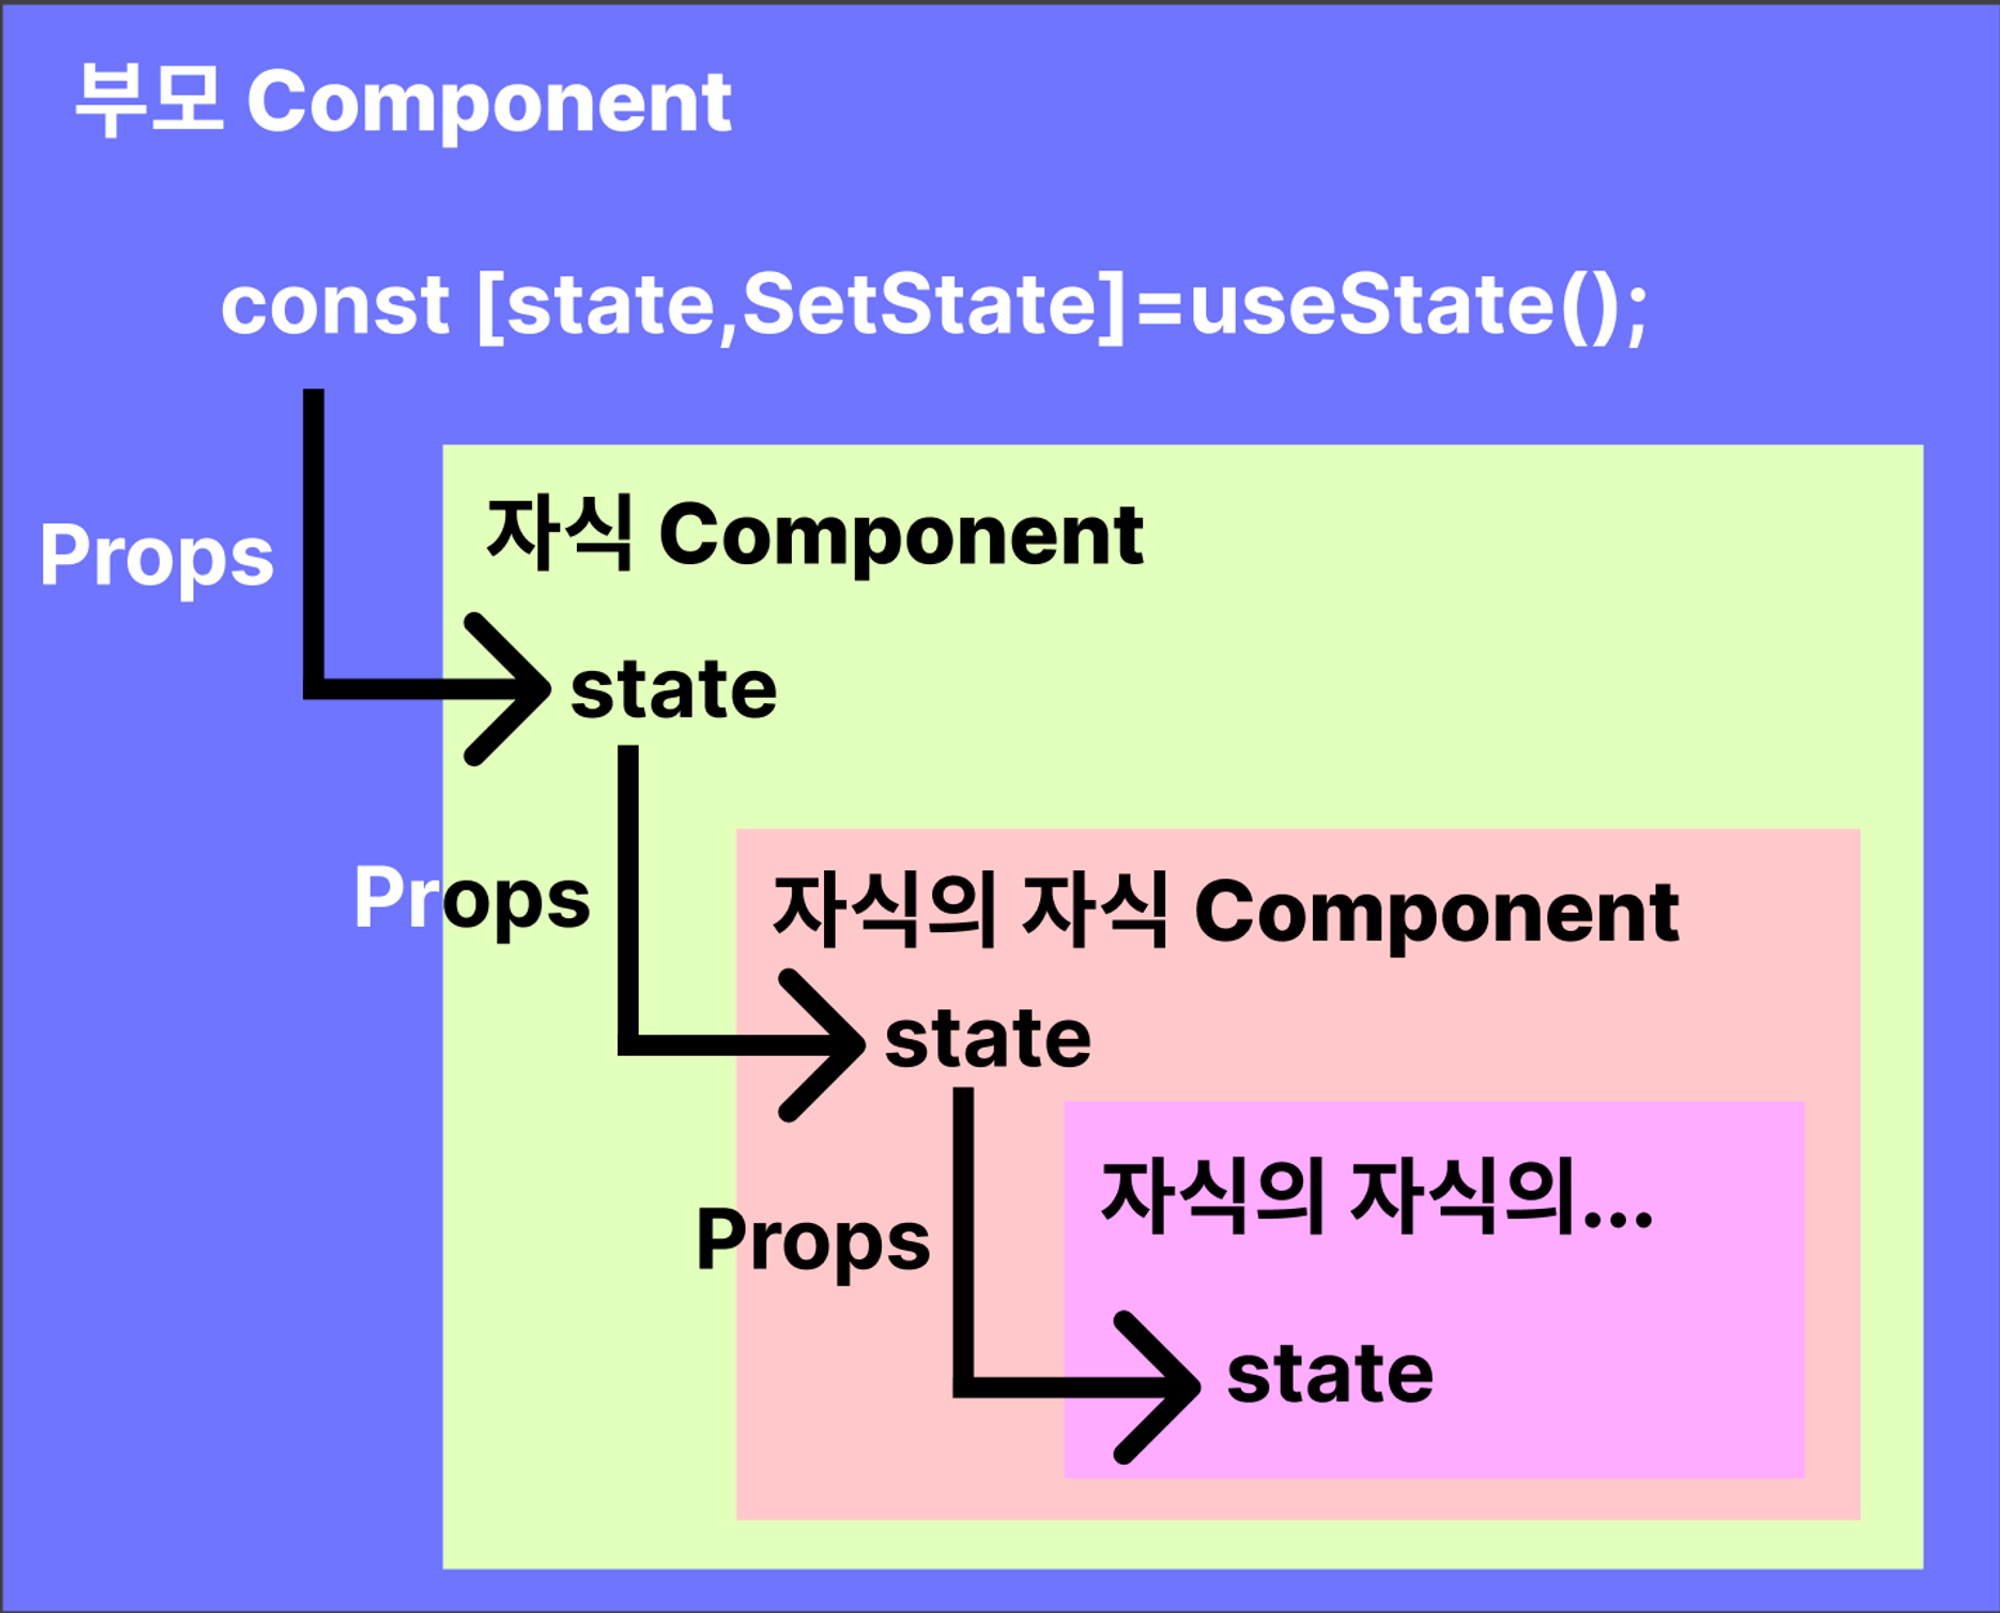 부모 Component
const [state,SetState]=useState();
Props
자식 Component
state
Props
자식의 자식 Component
state
Props
자식의 자식의...
state